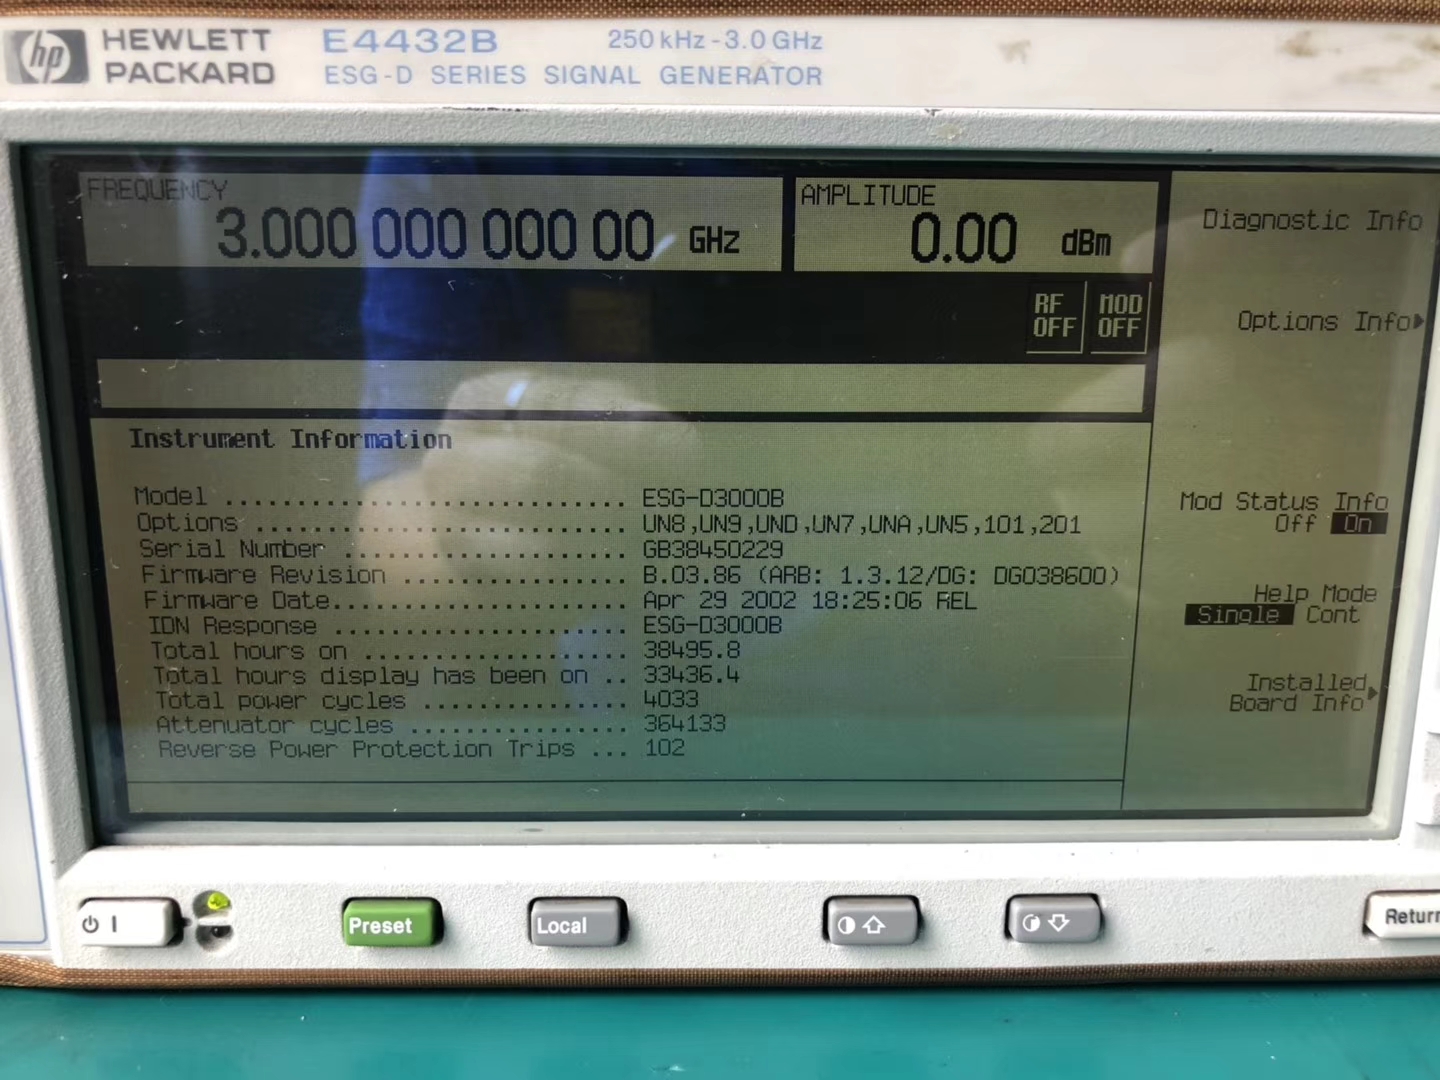 hp HEWLETT PACKARD
E4432B 250 kHz - 3.0 GHz
ESG-D SERIES SIGNAL GENERATOR
FREQUENCY
3.000 000 000 00 GHz
AMPLITUDE
0.00 dBm
RF OFF
MOD OFF
Instrument Information
Model ............................ ESG-D3000B
Options .......................... UN8,UN9,UND,UN7,UNA,UN5,101,201
Serial Number .................... GB38450229
Firmware Revision ................ B.03.86 (ARB: 1.3.12/DG: DG038600)
Firmware Date..................... Apr 29 2002 18:25:06 REL
IDN Response ..................... ESG-D3000B
Total hours on ................... 38495.8
Total hours display has been on .. 33436.4
Total power cycles ............... 4033
Attenuator cycles ................ 364133
Reverse Power Protection Trips ... 102
Diagnostic Info
Options Info
Mod Status Info
Off On
Help Mode
Single Cont
Installed
Board Info
Preset
Local
Return